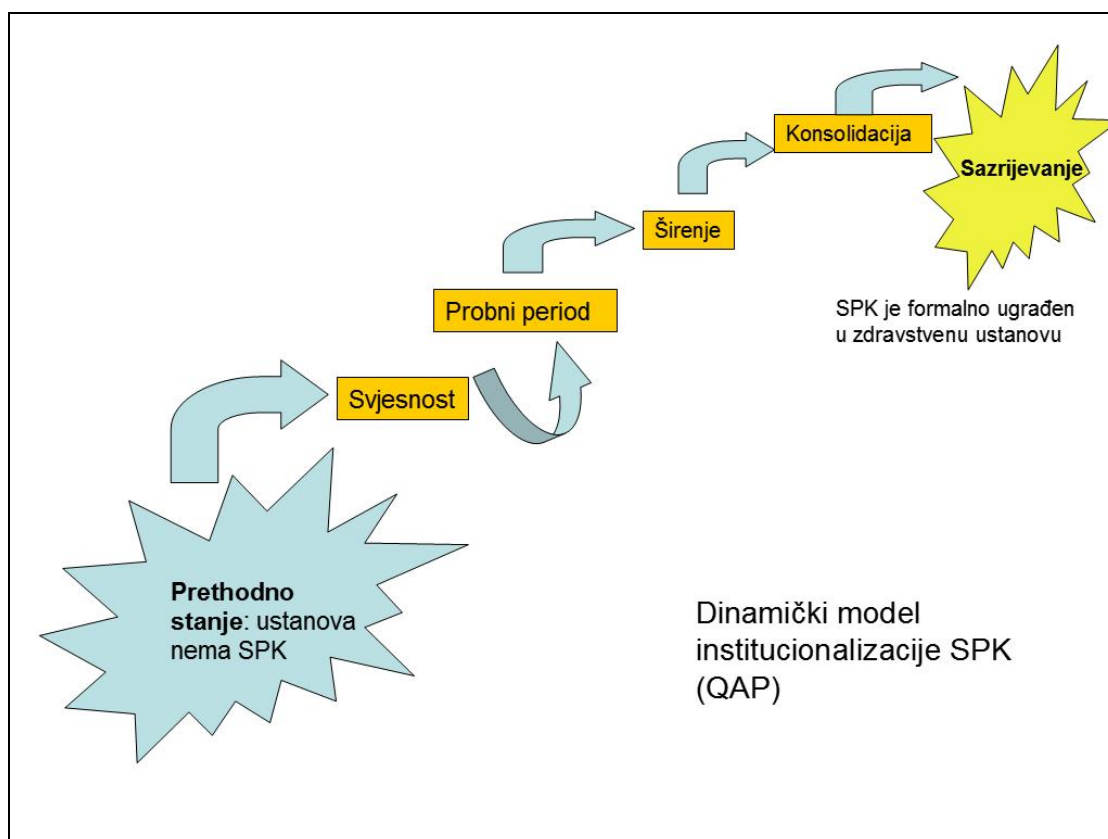 Konsolidacija
Sazrijevanje
Širenje
SPK je formalno ugrađen
u zdravstvenu ustanovu
Probni period
Svjesnost
Prethodno
stanje: ustanova
nema SPK
Dinamički model
institucionalizacije SPK
(QAP)